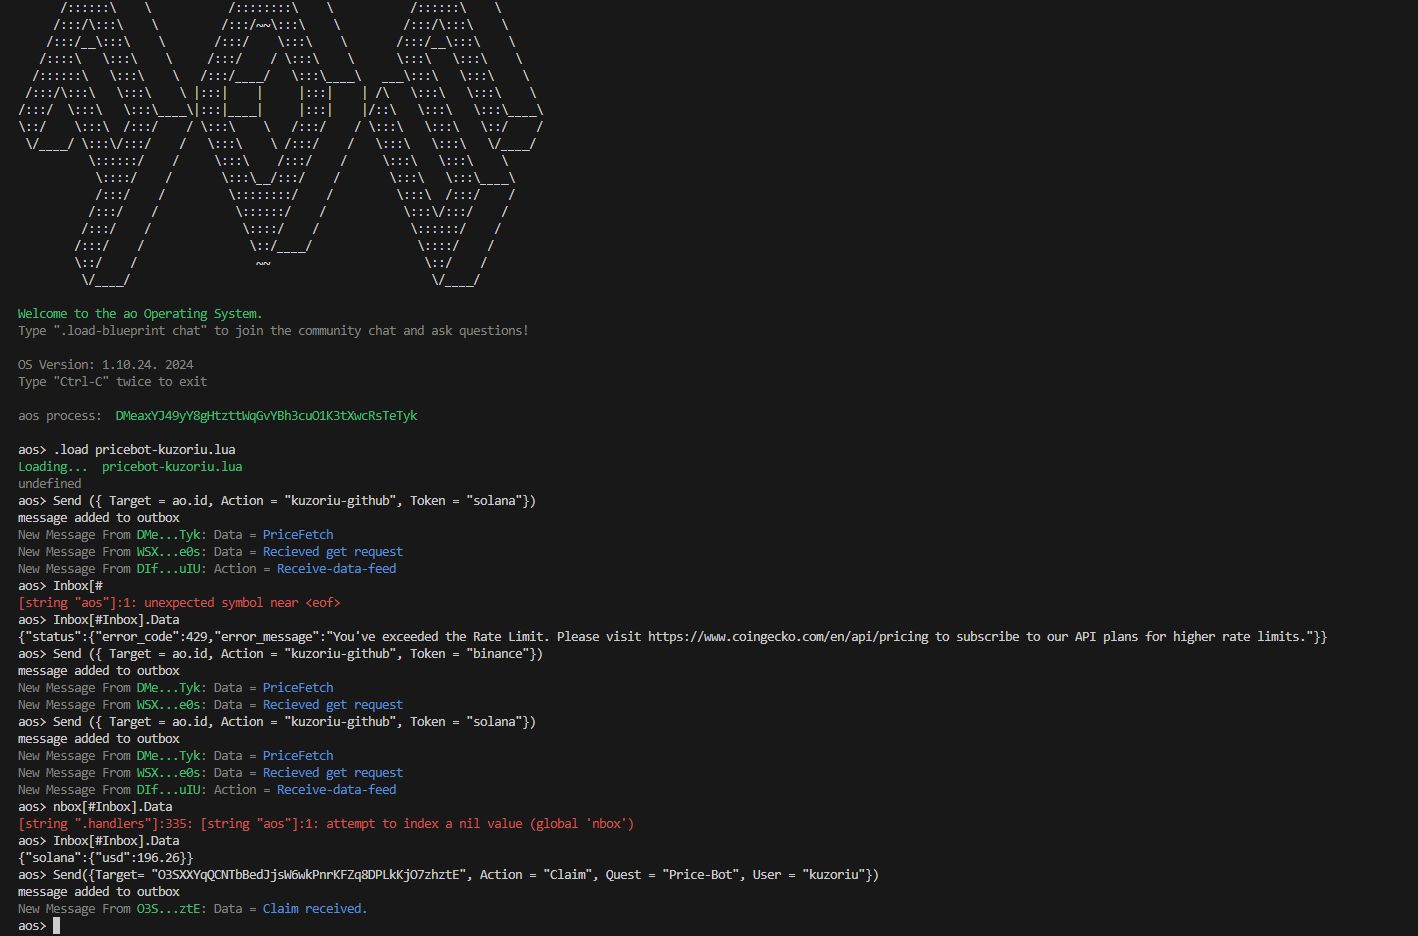 Welcome to the ao Operating System.
Type ".load-blueprint chat" to join the community chat and ask questions!
OS Version: 1.10.24. 2024
Type "Ctrl-C" twice to exit
aos process:  DMeaxYJ49yY8gHtzttWqGvYBh3cuO1K3tXwcRsTeTyk
aos> .load pricebot-kuzoriu.lua
Loading...  pricebot-kuzoriu.lua
undefined
aos> Send ({ Target = ao.id, Action = "kuzoriu-github", Token = "solana"})
message added to outbox
New Message From DMe...Tyk: Data = PriceFetch
New Message From WSX...e0s: Data = Recieved get request
New Message From DIf...uIU: Action = Receive-data-feed
aos> Inbox[#
[string "aos"]:1: unexpected symbol near <eof>
aos> Inbox[#Inbox].Data
{"status":{"error_code":429,"error_message":"You've exceeded the Rate Limit. Please visit https://www.coingecko.com/en/api/pricing to subscribe to our API plans for higher rate limits."}}
aos> Send ({ Target = ao.id, Action = "kuzoriu-github", Token = "binance"})
message added to outbox
New Message From DMe...Tyk: Data = PriceFetch
New Message From WSX...e0s: Data = Recieved get request
aos> Send ({ Target = ao.id, Action = "kuzoriu-github", Token = "solana"})
message added to outbox
New Message From DMe...Tyk: Data = PriceFetch
New Message From WSX...e0s: Data = Recieved get request
New Message From DIf...uIU: Action = Receive-data-feed
aos> nbox[#Inbox].Data
[string ".handlers"]:335: [string "aos"]:1: attempt to index a nil value (global 'nbox')
aos> Inbox[#Inbox].Data
{"solana":{"usd":196.26}}
aos> Send({Target= "O3SXXYqQCNTbBedJjsW6wkPnrKFZq8DPLkKjO7zhztE", Action = "Claim", Quest = "Price-Bot", User = "kuzoriu"})
message added to outbox
New Message From O3S...ztE: Data = Claim received.
aos>